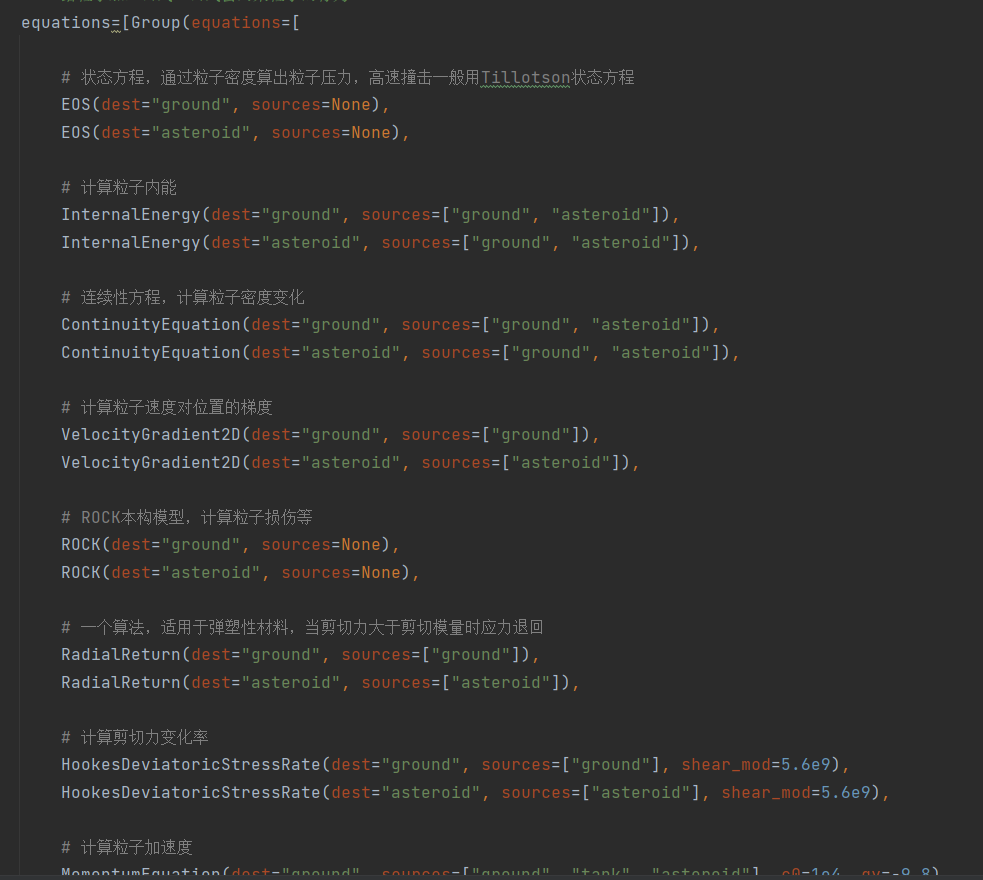 equations=[Group(equations=[
# 状态方程，通过粒子密度算出粒子压力，高速撞击一般用Tillotson状态方程
EOS(dest="ground", sources=None),
EOS(dest="asteroid", sources=None),
# 计算粒子内能
InternalEnergy(dest="ground", sources=["ground", "asteroid"]),
InternalEnergy(dest="asteroid", sources=["ground", "asteroid"]),
# 连续性方程，计算粒子密度变化
ContinuityEquation(dest="ground", sources=["ground", "asteroid"]),
ContinuityEquation(dest="asteroid", sources=["ground", "asteroid"]),
# 计算粒子速度对位置的梯度
VelocityGradient2D(dest="ground", sources=["ground"]),
VelocityGradient2D(dest="asteroid", sources=["asteroid"]),
# ROCK本构模型，计算粒子损伤等
ROCK(dest="ground", sources=None),
ROCK(dest="asteroid", sources=None),
# 一个算法，适用于弹塑性材料，当剪切力大于剪切模量时应力退回
RadialReturn(dest="ground", sources=["ground"]),
RadialReturn(dest="asteroid", sources=["asteroid"]),
# 计算剪切力变化率
HookesDeviatoricStressRate(dest="ground", sources=["ground"], shear_mod=5.6e9),
HookesDeviatoricStressRate(dest="asteroid", sources=["asteroid"], shear_mod=5.6e9),
# 计算粒子加速度
MomentumEquation(dest="ground", sources=["ground", "tank", "asteroid"], c0=1e4, gy=-9.8)